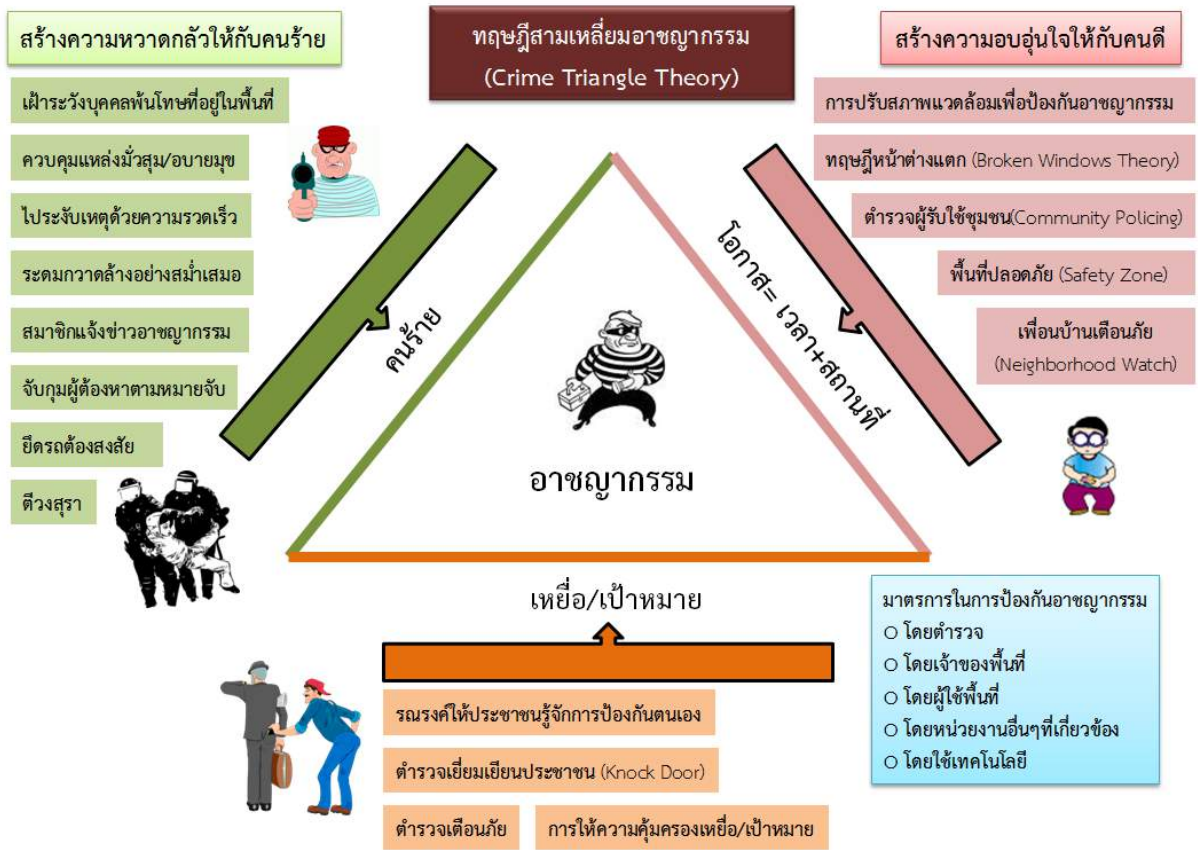 สร้างความหวาดกลัวให้กับคนร้าย
เฝ้าระวังบุคคลพ้นโทษที่อยู่ในพื้นที่
ควบคุมแหล่งมั่วสุม/อบายมุข
ไประงับเหตุด้วยความรวดเร็ว
ระดมกวาดล้างอย่างสม่ำเสมอ
สมาชิกแจ้งข่าวอาชญากรรม
จับกุมผู้ต้องหาตามหมายจับ
ยึดรถต้องสงสัย
ตีวงสุรา
ทฤษฎีสามเหลี่ยมอาชญากรรม
(Crime Triangle Theory)
สร้างความอบอุ่นใจให้กับคนดี
การปรับสภาพแวดล้อมเพื่อป้องกันอาชญากรรม
ทฤษฎีหน้าต่างแตก (Broken Windows Theory)
ตำรวจผู้รับใช้ชุมชน(Community Policing)
พื้นที่ปลอดภัย (Safety Zone)
เพื่อนบ้านเตือนภัย
(Neighborhood Watch)
คนร้าย
โอกาส= เวลา+สถานที่
อาชญากรรม
เหยื่อ/เป้าหมาย
รณรงค์ให้ประชาชนรู้จักการป้องกันตนเอง
ตำรวจเยี่ยมเยียนประชาชน (Knock Door)
ตำรวจเตือนภัย
การให้ความคุ้มครองเหยื่อ/เป้าหมาย
มาตรการในการป้องกันอาชญากรรม
○ โดยตำรวจ
○ โดยเจ้าของพื้นที่
○ โดยผู้ใช้พื้นที่
○ โดยหน่วยงานอื่นๆที่เกี่ยวข้อง
○ โดยใช้เทคโนโลยี